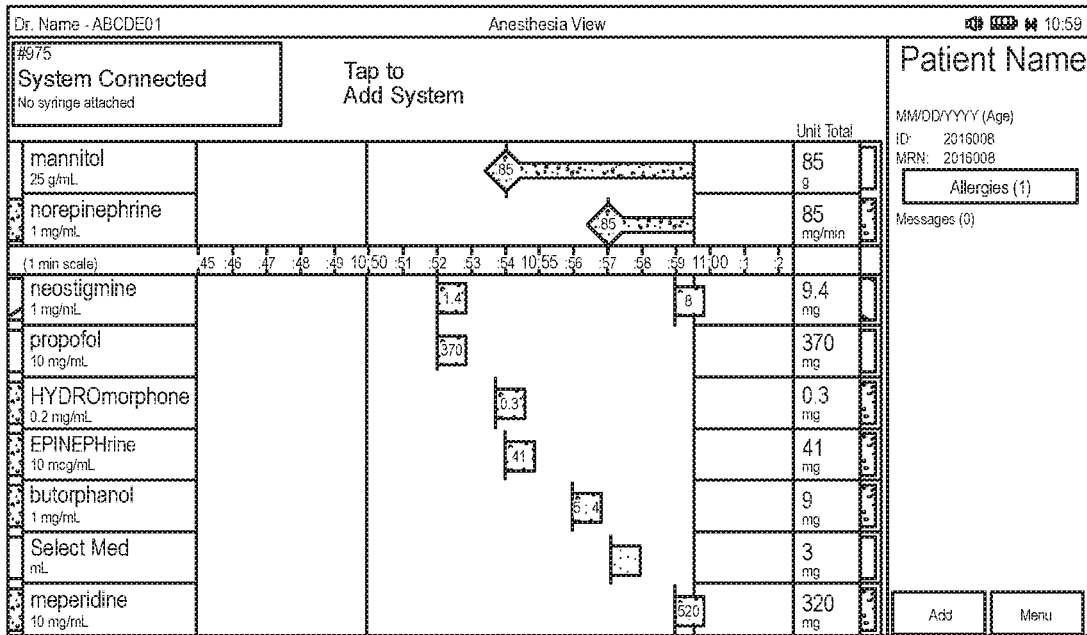 Dr. Name - ABCDE01 Anesthesia View 10:59
#975
System Connected
No syringe attached
Tap to
Add System
Unit Total
Patient Name
MM/DD/YYYY (Age)
ID: 2016008
MRN: 2016008
Allergies (1)
Messages (0)
mannitol
25 g/mL
85
85
g
norepinephrine
1 mg/mL
85
85
mg/min
(1 min scale) :45 :46 :47 :48 :49 10:50 :51 :52 :53 :54 10:55 :56 :57 :58 :59 11:00 :1 :2
neostigmine
1 mg/mL
1.4
8
9.4
mg
propofol
10 mg/mL
370
370
mg
HYDROmorphone
0.2 mg/mL
0.3
0.3
mg
EPINEPHrine
10 mcg/mL
41
41
mg
butorphanol
1 mg/mL
5 : 4
9
mg
Select Med
mL
3
mg
meperidine
10 mg/mL
520
320
mg
Add
Menu